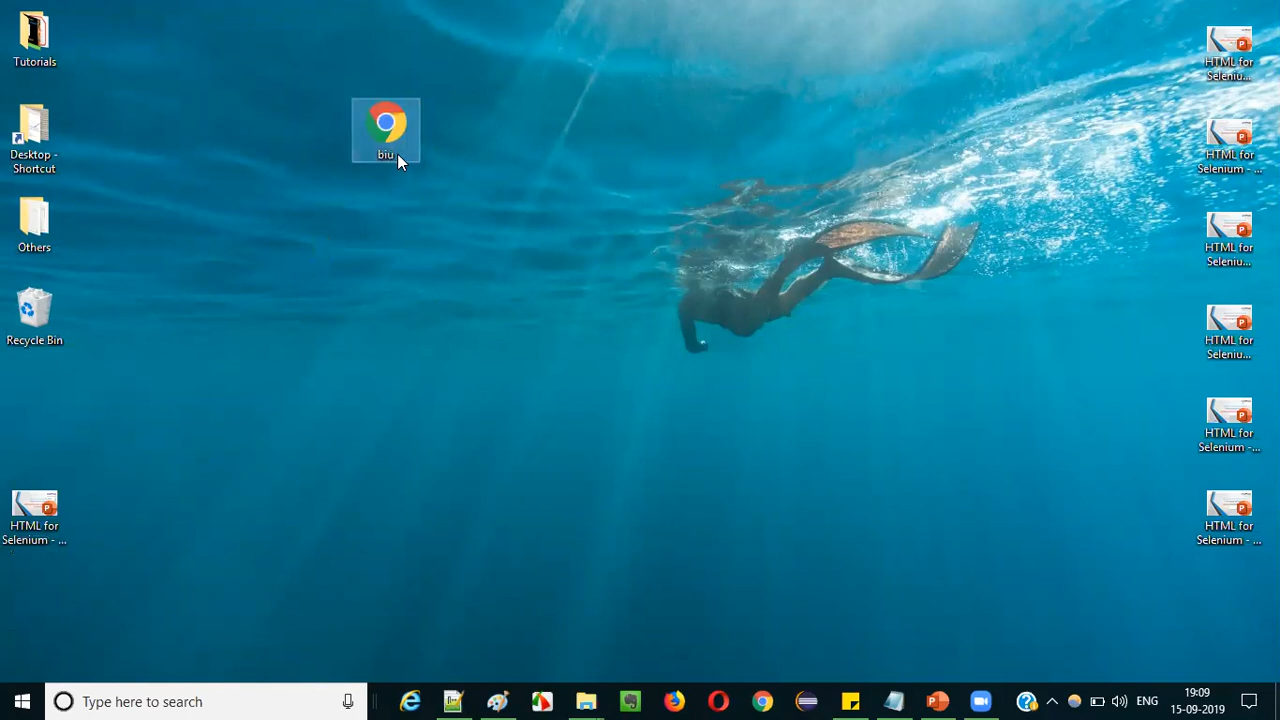 Tutorials
Desktop -
Shortcut
Others
Recycle Bin
HTML for
Selenium - ...
biu
HTML for
Seleniu...
HTML for
Selenium - ...
HTML for
Seleniu...
HTML for
Seleniu...
HTML for
Selenium -...
HTML for
Selenium - ...
Type here to search
ENG
19:09
15-09-2019